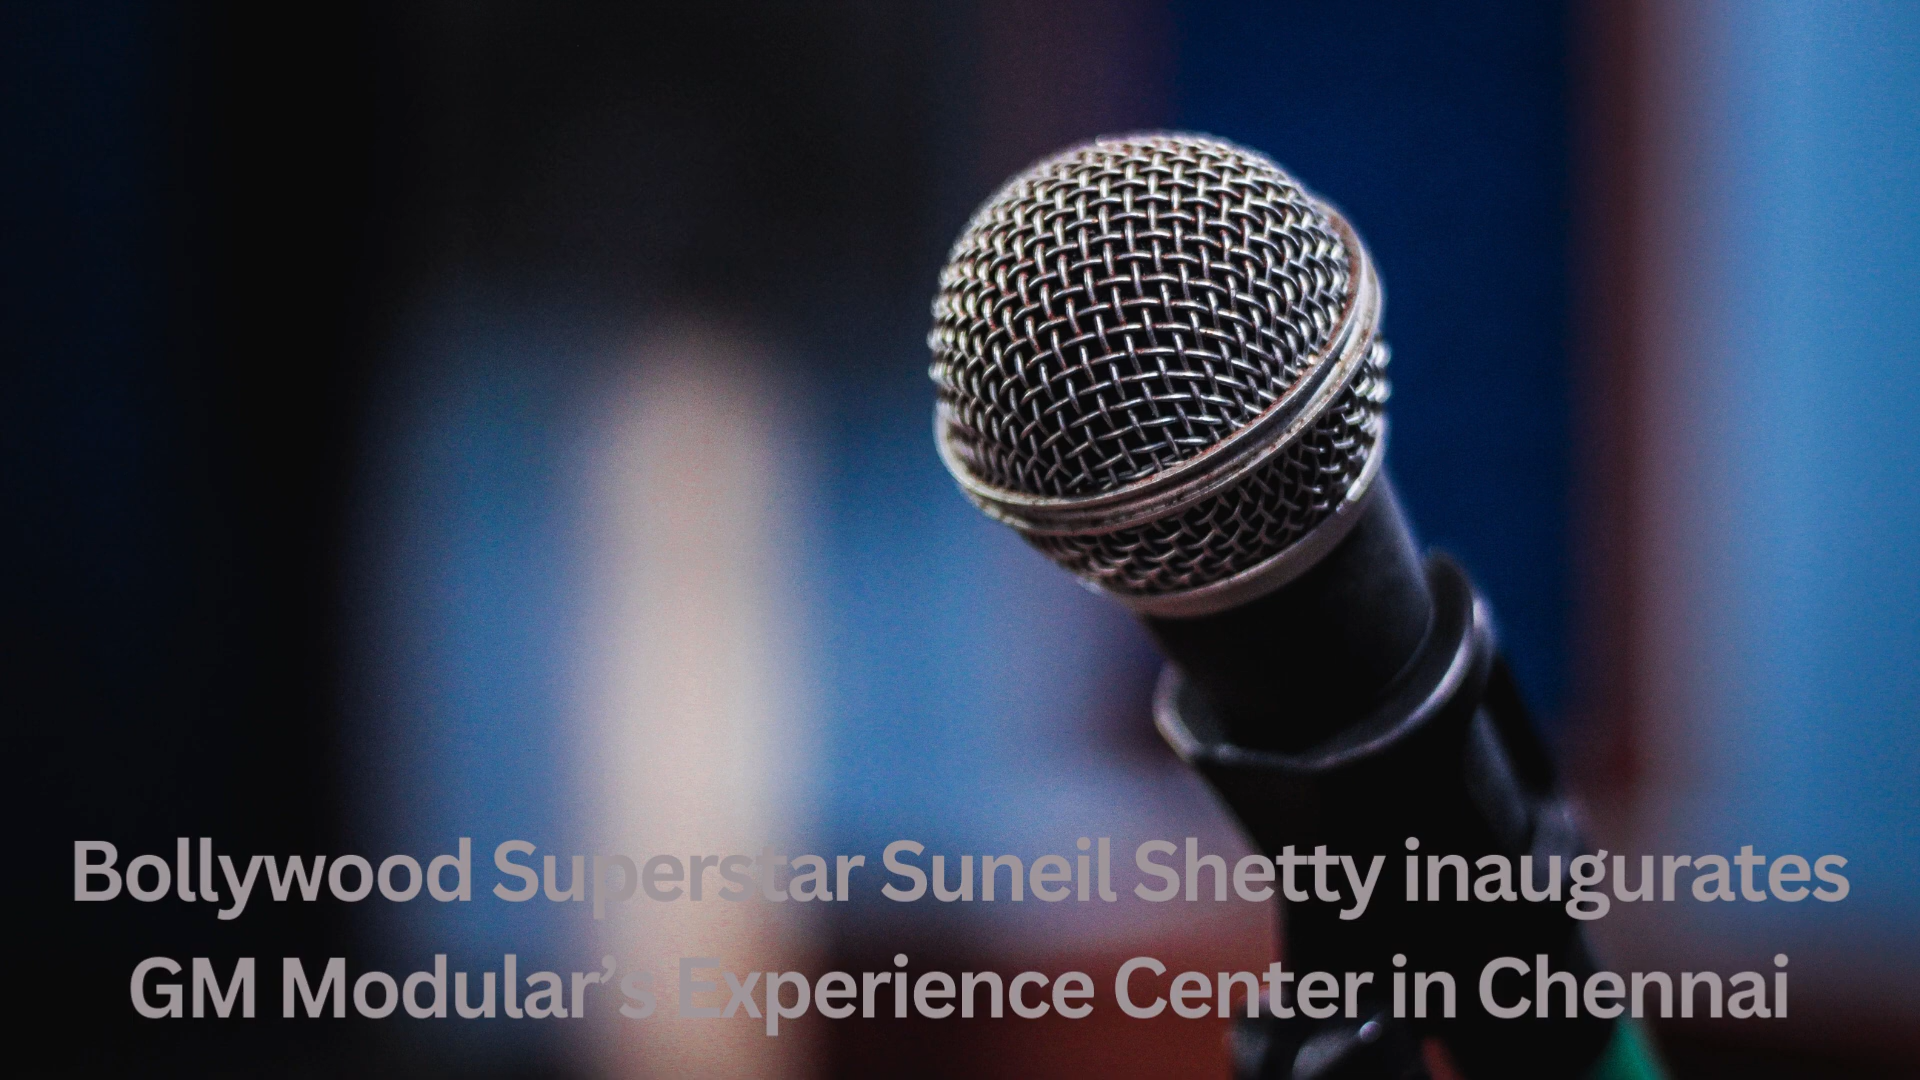 Bollywood Superstar Suneil Shetty inaugurates
GM Modular’s Experience Center in Chennai